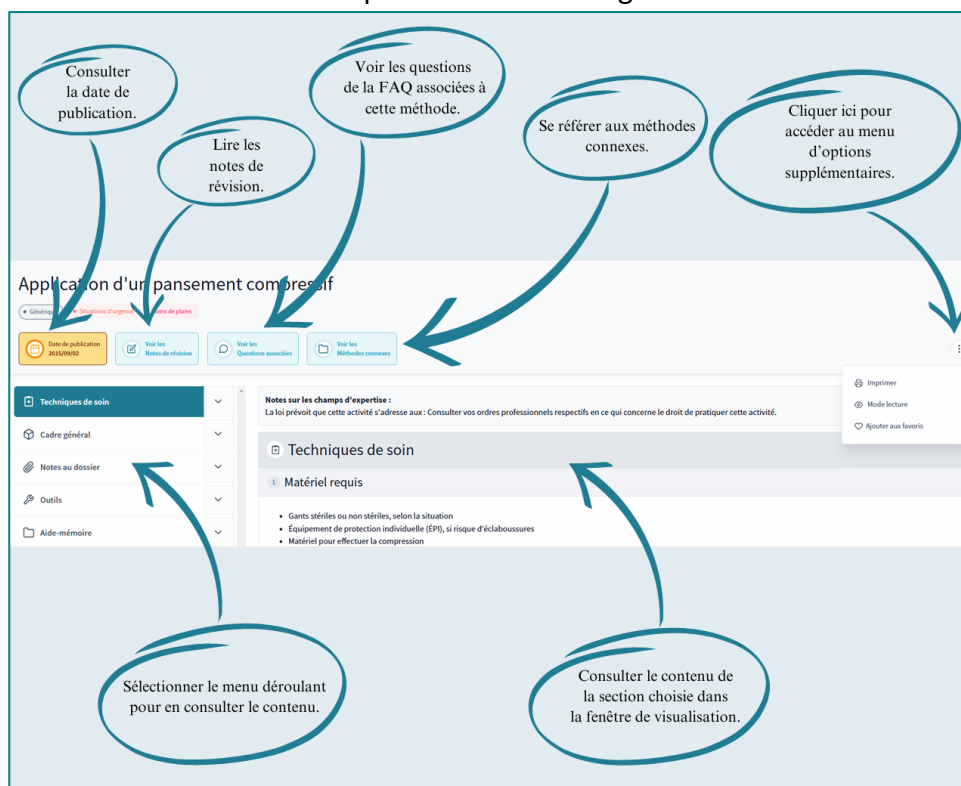 Consulter
la date de
publication.
Lire les
notes de
révision.
Voir les questions
de la FAQ associées à
cette méthode.
Se référer aux méthodes
connexes.
Cliquer ici pour
accéder au menu
d'options
supplémentaires.
Application d'un pansement compressif
Générique
Situations d'urgence
Soins de plaies
Date de publication
2015/09/02
Voir les
Notes de révision
Voir les
Questions associées
Voir les
Méthodes connexes
Imprimer
Mode lecture
Ajouter aux favoris
Techniques de soin
Cadre général
Notes au dossier
Outils
Aide-mémoire
Notes sur les champs d'expertise :
La loi prévoit que cette activité s'adresse aux : Consulter vos ordres professionnels respectifs en ce qui concerne le droit de pratiquer cette activité.
Techniques de soin
1 Matériel requis
• Gants stériles ou non stériles, selon la situation
• Équipement de protection individuelle (ÉPI), si risque d'éclaboussures
• Matériel pour effectuer la compression
Sélectionner le menu déroulant
pour en consulter le contenu.
Consulter le contenu de
la section choisie dans
la fenêtre de visualisation.